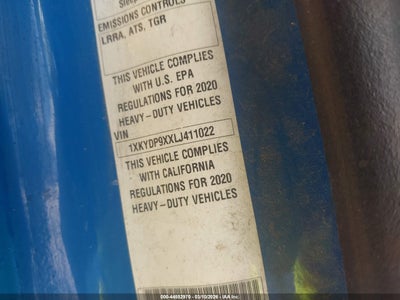 Sleep
EMISSIONS CONTROLS
LRRA, ATS, TGR
THIS VEHICLE COMPLIES
WITH U.S. EPA
REGULATIONS FOR 2020
HEAVY-DUTY VEHICLES
VIN
1XKYDP9XXLJ411022
THIS VEHICLE COMPLIES
WITH CALIFORNIA
REGULATIONS FOR 2020
HEAVY-DUTY VEHICLES